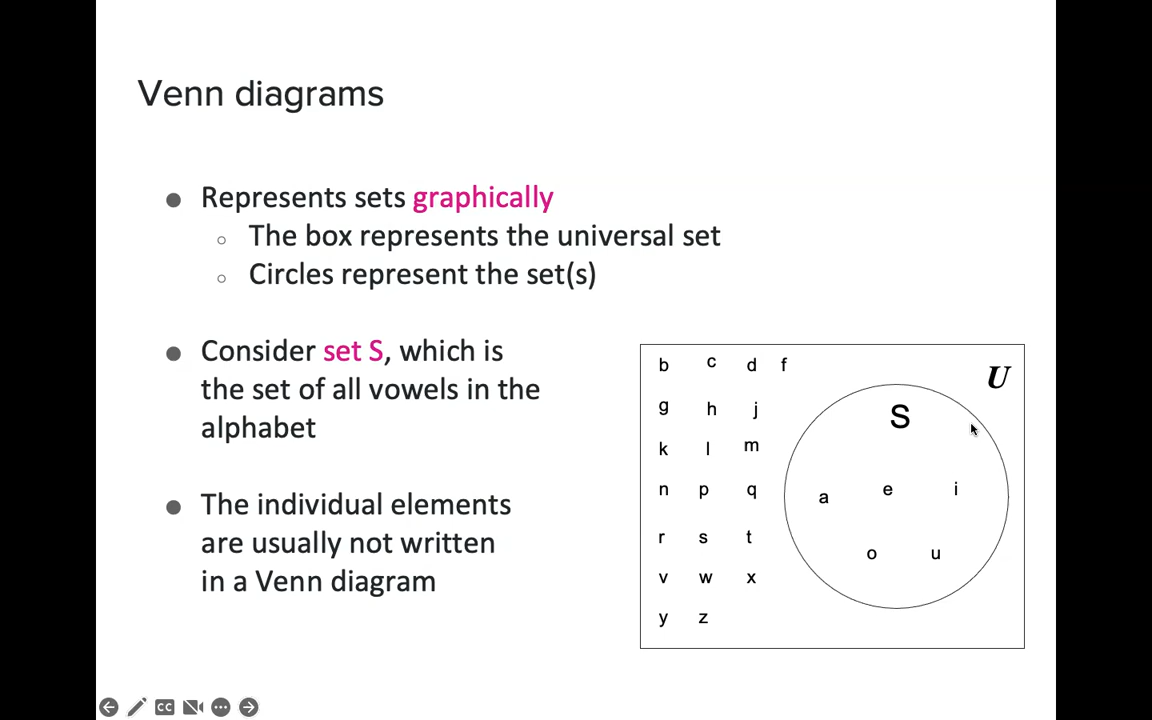 Venn diagrams
● Represents sets graphically
○ The box represents the universal set
○ Circles represent the set(s)
● Consider set S, which is
the set of all vowels in the
alphabet
● The individual elements
are usually not written
in a Venn diagram
b c d f U
S
g h j
k l m
n p q a e i
r s t
o u
v w x
y z
CC